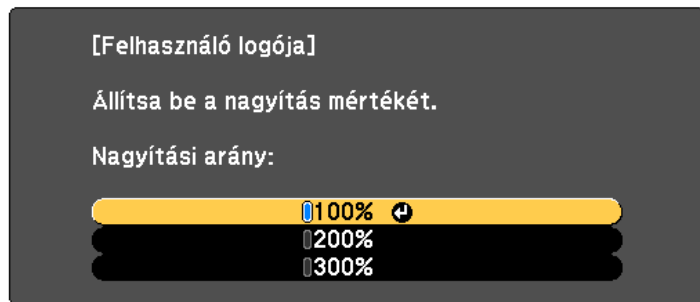 [Felhasználó logója]
Állítsa be a nagyítás mértékét.
Nagyítási arány:
100%
200%
300%